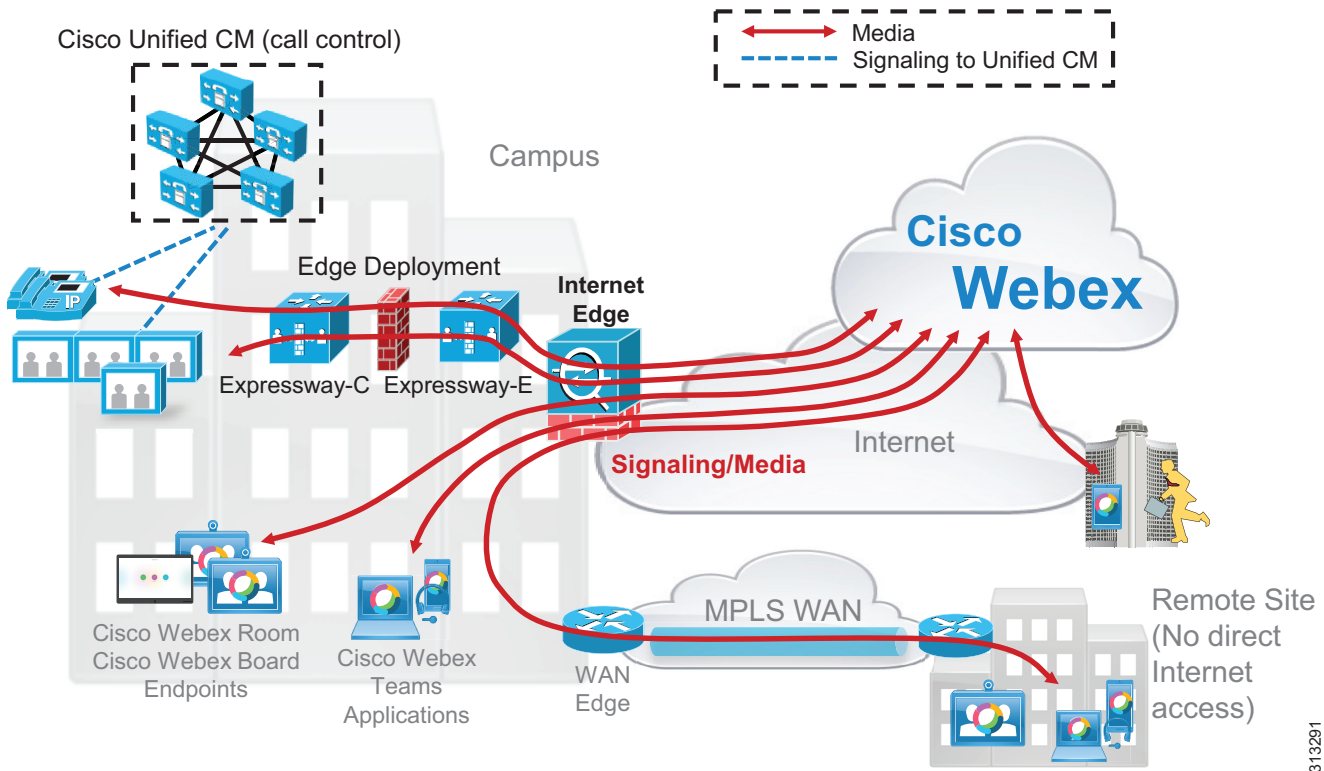 Cisco Unified CM (call control)
Media
Signaling to Unified CM
Campus
Cisco
Webex
Edge Deployment
Internet
Edge
IP
Expressway-C
Expressway-E
Internet
Signaling/Media
Cisco Webex Room
Cisco Webex Board
Endpoints
Cisco Webex
Teams
Applications
WAN
Edge
MPLS WAN
Remote Site
(No direct
Internet
access)
313291